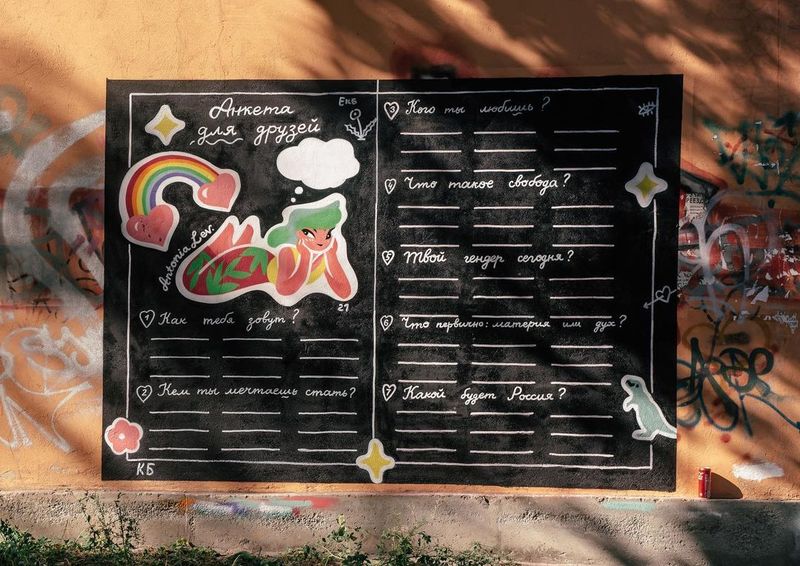 Анкета
для друзей
Екб
Antonia Lev.
21
1 Как тебя зовут?
2 Кем ты мечтаешь стать?
КБ
3 Кого ты любишь?
4 Что такое свобода?
5 Твой гендер сегодня?
6 Что первично: материя или дух?
7 Какой будет Россия?